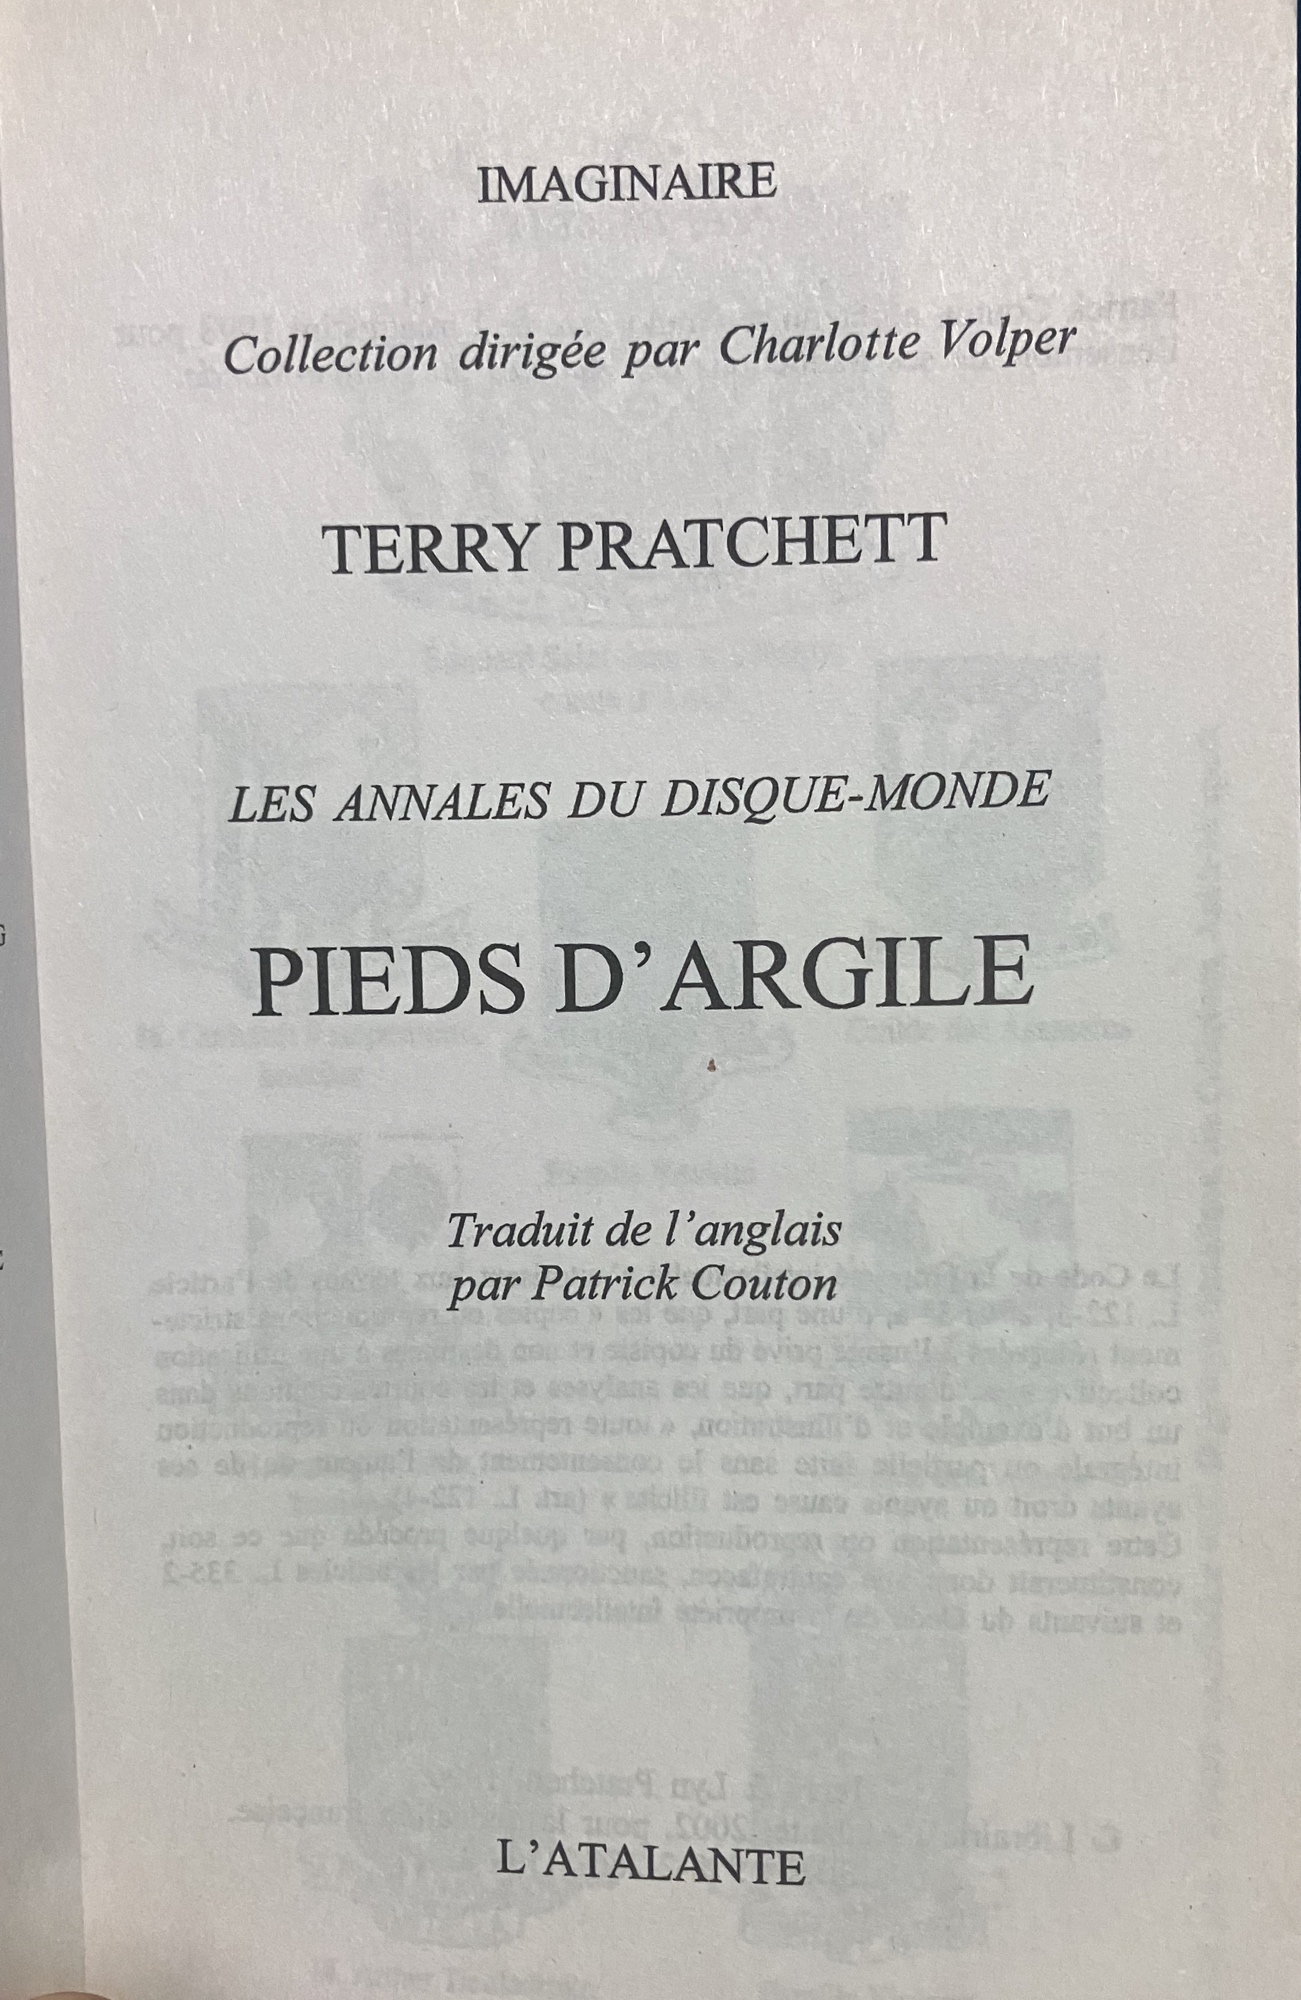 IMAGINAIRE
Collection dirigée par Charlotte Volper
TERRY PRATCHETT
LES ANNALES DU DISQUE-MONDE
PIEDS D'ARGILE
Traduit de l'anglais
par Patrick Couton
L'ATALANTE